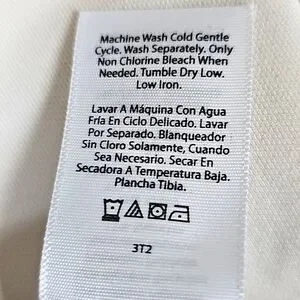 Machine Wash Cold Gentle
Cycle. Wash Separately. Only
Non Chlorine Bleach When
Needed. Tumble Dry Low.
Low Iron.
Lavar A Máquina Con Agua
Fría En Ciclo Delicado. Lavar
Por Separado. Blanqueador
Sin Cloro Solamente, Cuando
Sea Necesario. Secar En
Secadora A Temperatura Baja.
Plancha Tibia.
3T2